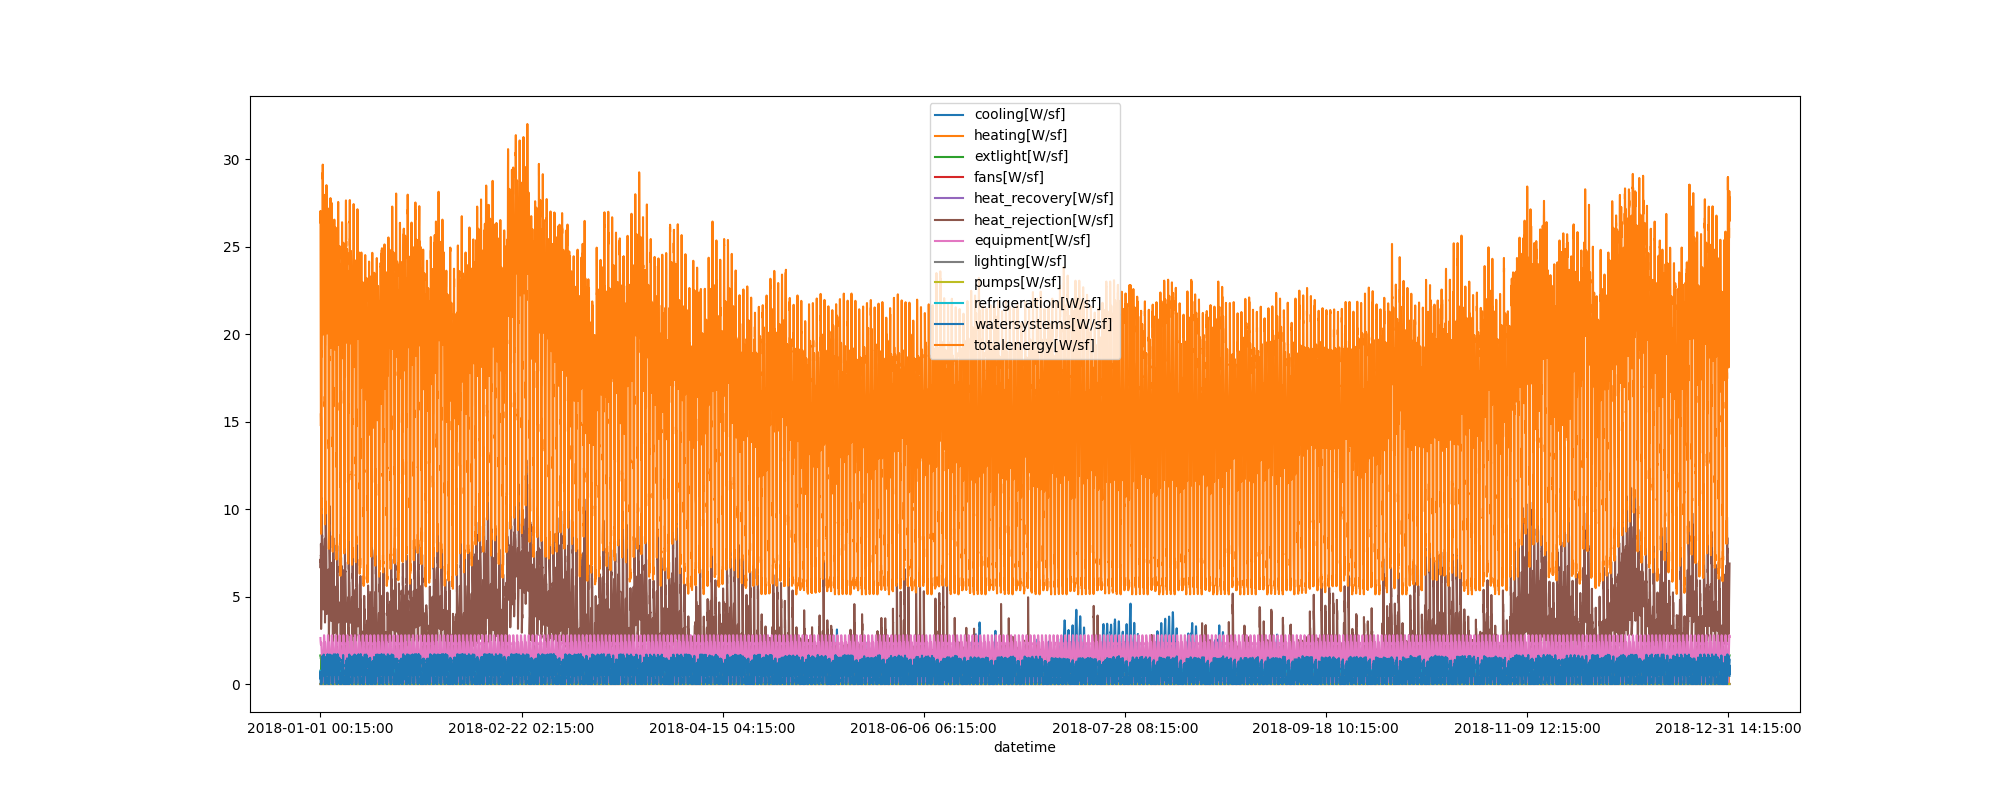 cooling[W/sf]
heating[W/sf]
extlight[W/sf]
fans[W/sf]
heat_recovery[W/sf]
heat_rejection[W/sf]
equipment[W/sf]
lighting[W/sf]
pumps[W/sf]
refrigeration[W/sf]
watersystems[W/sf]
totalenergy[W/sf]
30
25
20
15
10
5
0
2018-01-01 00:15:00 2018-02-22 02:15:00 2018-04-15 04:15:00 2018-06-06 06:15:00 2018-07-28 08:15:00 2018-09-18 10:15:00 2018-11-09 12:15:00 2018-12-31 14:15:00
datetime